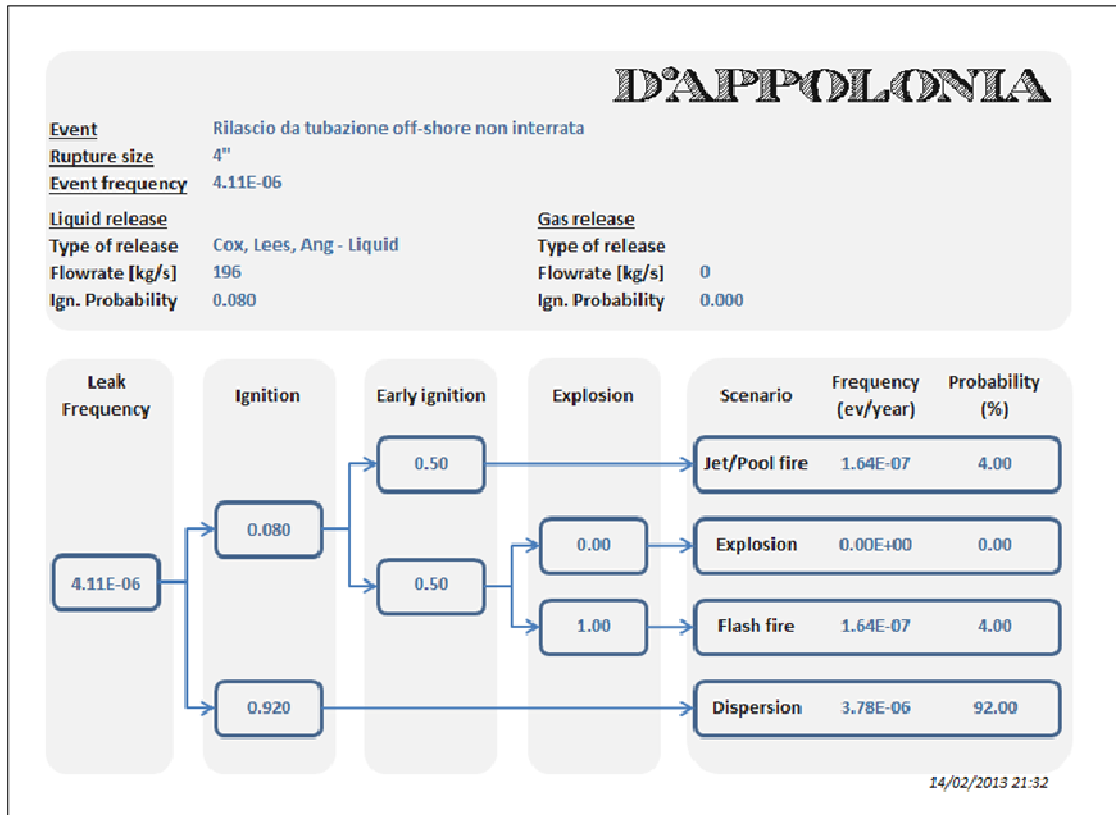 D'APPOLONIA
Event Rilascio da tubazione off-shore non interrata
Rupture size 4"
Event frequency 4.11E-06
Liquid release Gas release
Type of release Cox, Lees, Ang - Liquid Type of release
Flowrate [kg/s] 196 Flowrate [kg/s] 0
Ign. Probability 0.080 Ign. Probability 0.000
Leak Frequency Ignition Early ignition Explosion Scenario Frequency (ev/year) Probability (%)
0.50 Jet/Pool fire 1.64E-07 4.00
0.080
0.00 Explosion 0.00E+00 0.00
4.11E-06 0.50
1.00 Flash fire 1.64E-07 4.00
0.920 Dispersion 3.78E-06 92.00
14/02/2013 21:32